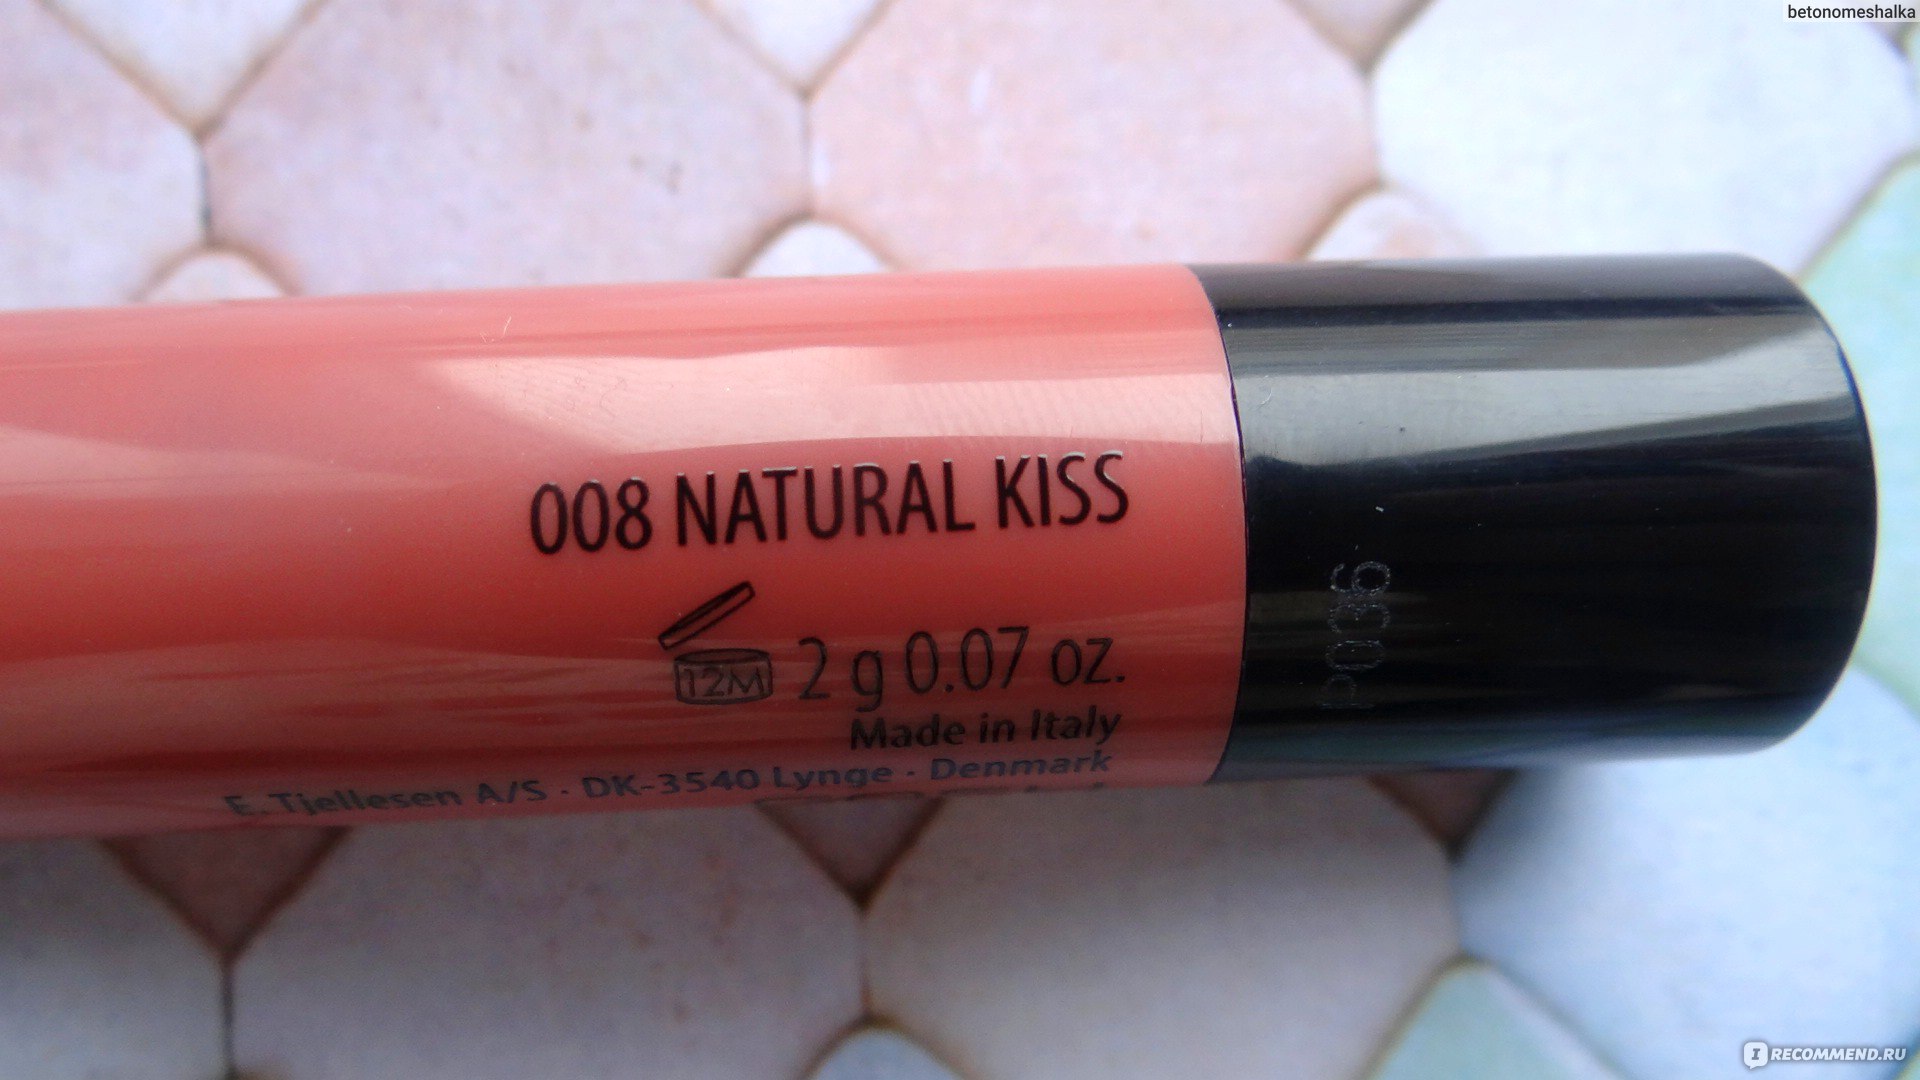 betonomeshalka
008 NATURAL KISS
12M 2 g 0.07 oz.
Made in Italy
E. Tjellesen A/S · DK-3540 Lynge · Denmark
P0036
I RECOMMEND.RU